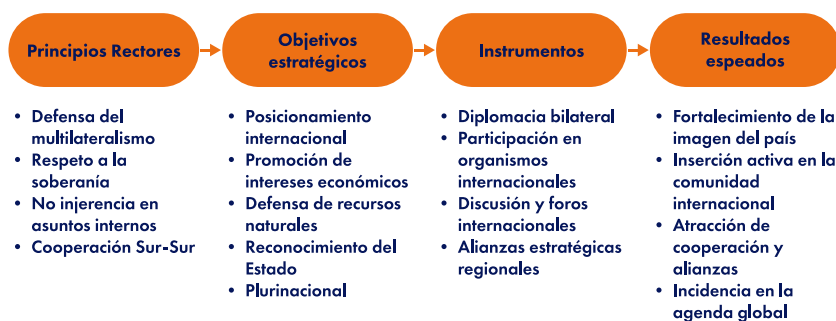 Principios Rectores
Objetivos
estratégicos
Instrumentos
Resultados
espeados
• Defensa del
multilateralismo
• Respeto a la
soberanía
• No injerencia en
asuntos internos
• Cooperación Sur-Sur
• Posicionamiento
internacional
• Promoción de
intereses económicos
• Defensa de recursos
naturales
• Reconocimiento del
Estado
• Plurinacional
• Diplomacia bilateral
• Participación en
organismos
internacionales
• Discusión y foros
internacionales
• Alianzas estratégicas
regionales
• Fortalecimiento de la
imagen del país
• Inserción activa en la
comunidad
internacional
• Atracción de
cooperación y
alianzas
• Incidencia en la
agenda global